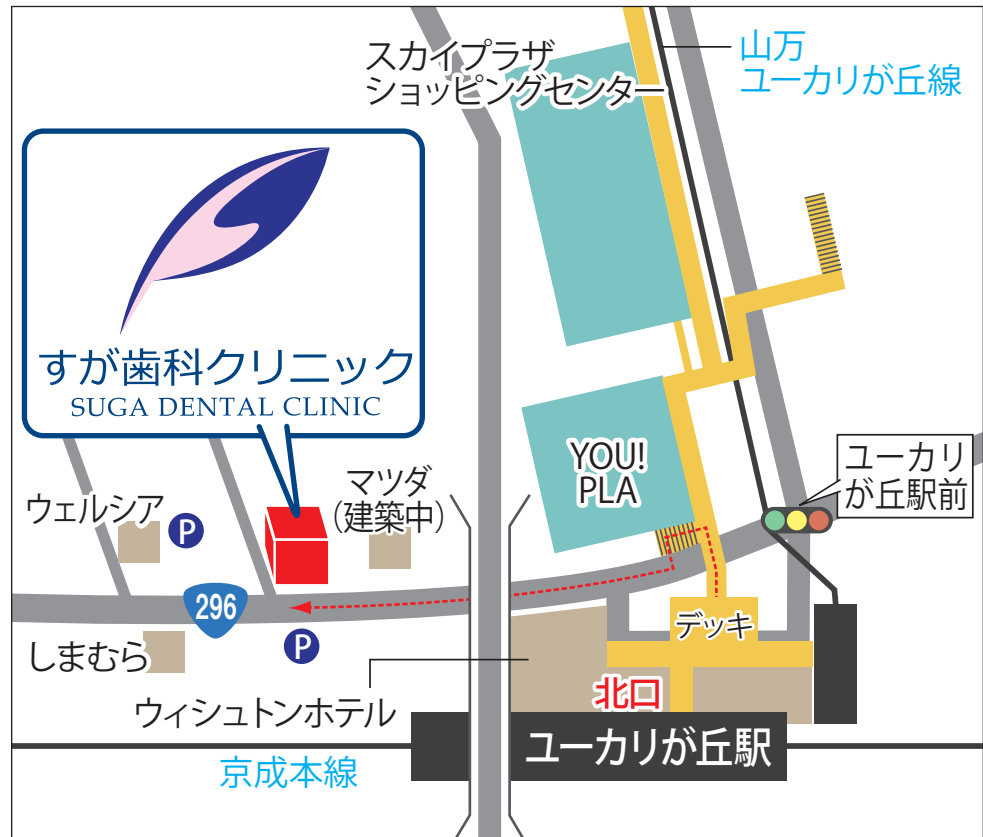 スカイプラザ
ショッピングセンター
山万
ユーカリが丘線
すが歯科クリニック
SUGA DENTAL CLINIC
YOU!
PLA
ユーカリ
が丘駅前
ウェルシア
P
マツダ
(建築中)
296
デッキ
しまむら
P
北口
ウィシュトンホテル
ユーカリが丘駅
京成本線